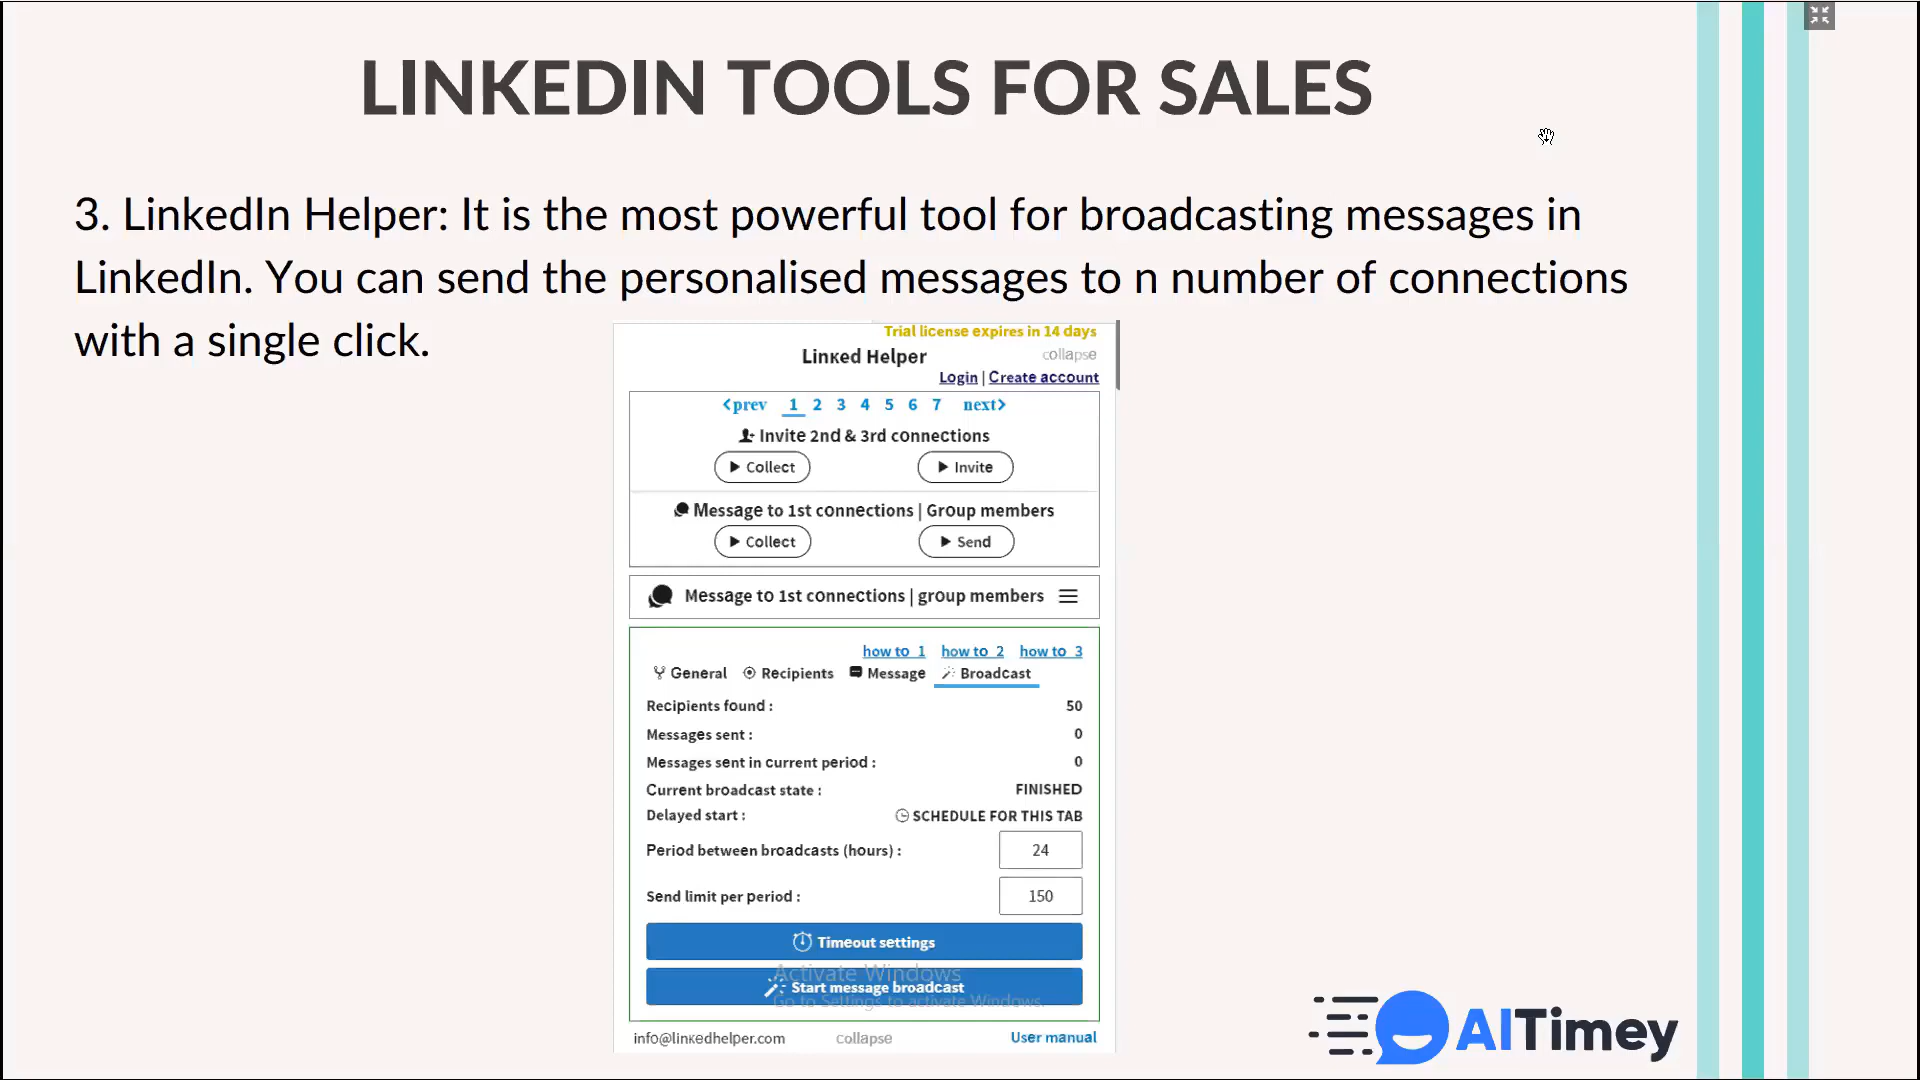 LINKEDIN TOOLS FOR SALES
3. LinkedIn Helper: It is the most powerful tool for broadcasting messages in
LinkedIn. You can send the personalised messages to n number of connections
with a single click.
Trial license expires in 14 days
Linked Helper collapse
Login | Create account
prev 1 2 3 4 5 6 7 next
Invite 2nd & 3rd connections
Collect Invite
Message to 1st connections | Group members
Collect Send
Message to 1st connections | group members
how to 1 how to 2 how to 3
General Recipients Message Broadcast
Recipients found : 50
Messages sent : 0
Messages sent in current period : 0
Current broadcast state : FINISHED
Delayed start : SCHEDULE FOR THIS TAB
Period between broadcasts (hours) : 24
Send limit per period : 150
Timeout settings
Activate Windows
Start message broadcast
Go to Settings to activate Windows.
info@linkedhelper.com collapse User manual
AITimey